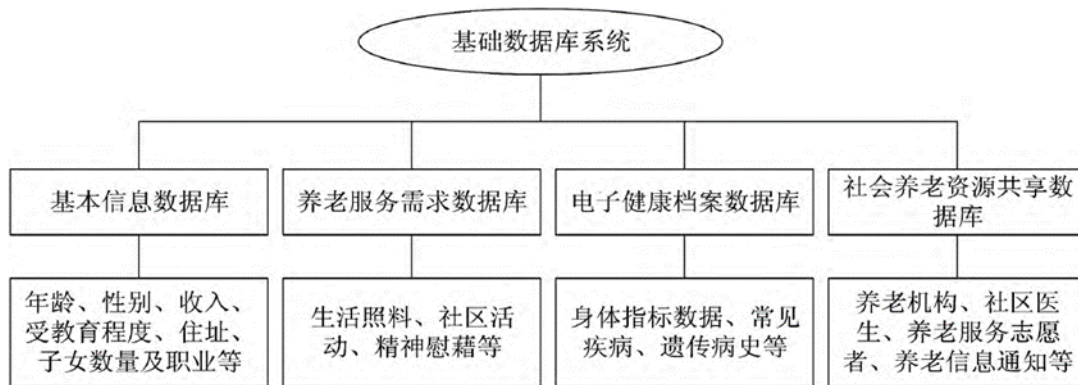 基础数据库系统
基本信息数据库
养老服务需求数据库
电子健康档案数据库
社会养老资源共享数
据库
年龄、性别、收入、
受教育程度、住址、
子女数量及职业等
生活照料、社区活
动、精神慰藉等
身体指标数据、常见
疾病、遗传病史等
养老机构、社区医
生、养老服务志愿
者、养老信息通知等